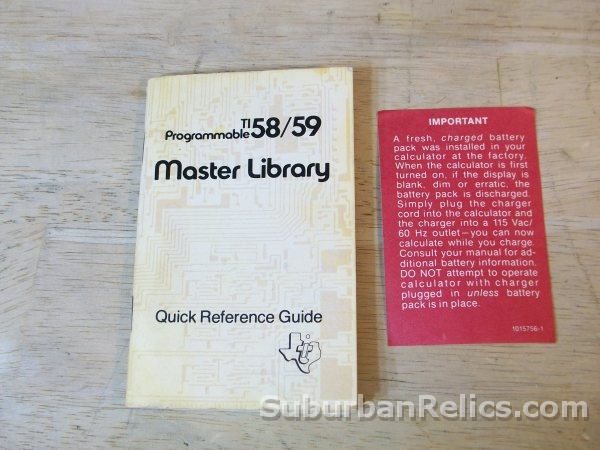 TI
Programmable 58/59
Master Library
Quick Reference Guide
IMPORTANT
A fresh, charged battery
pack was installed in your
calculator at the factory.
When the calculator is first
turned on, if the display is
blank, dim or erratic, the
battery pack is discharged.
Simply plug the charger
cord into the calculator and
the charger into a 115 Vac/
60 Hz outlet—you can now
calculate while you charge.
Consult your manual for ad-
ditional battery information.
DO NOT attempt to operate
calculator with charger
plugged in unless battery
pack is in place.
1015756-1
SuburbanRelics.com